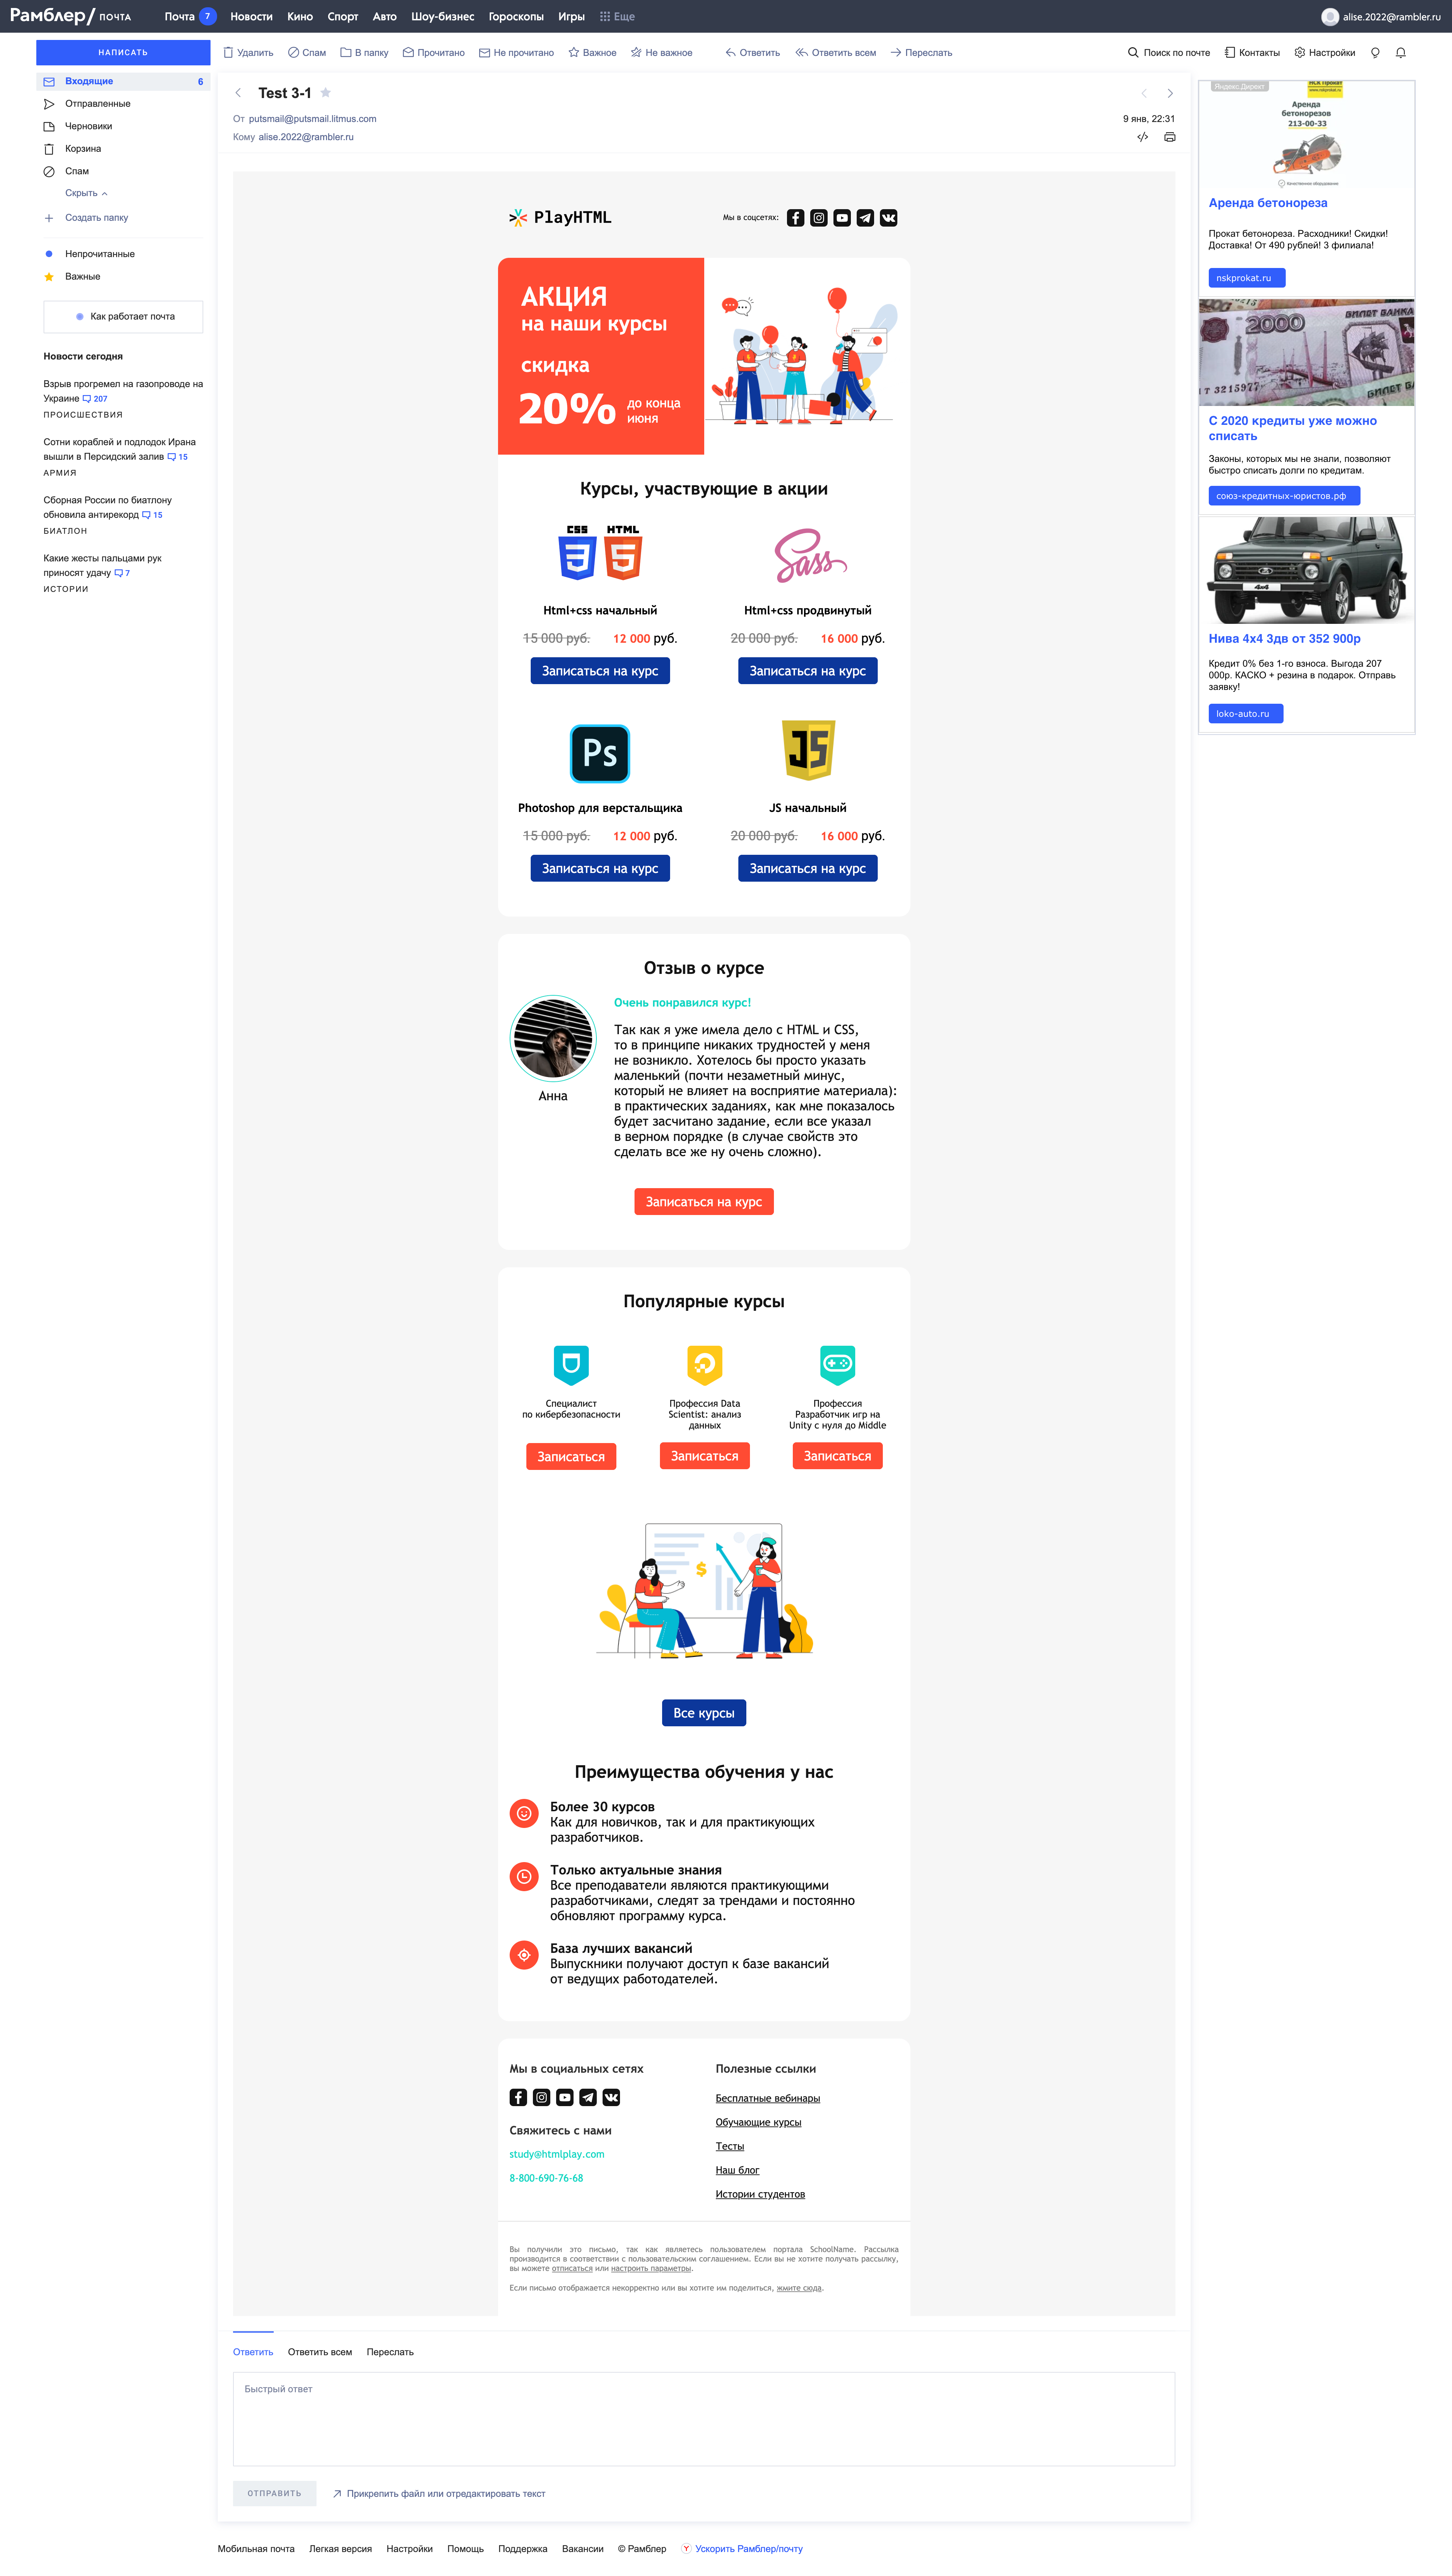 Рамблер/ ПОЧТА
Почта 7 Новости Кино Спорт Авто Шоу-бизнес Гороскопы Игры Еще
alise.2022@rambler.ru
НАПИСАТЬ
Удалить Спам В папку Прочитано Не прочитано Важное Не важное Ответить Ответить всем Переслать
Поиск по почте Контакты Настройки
Входящие 6
Отправленные
Черновики
Корзина
Спам
Скрыть
Создать папку
Непрочитанные
Важные
Как работает почта
Новости сегодня
Взрыв прогремел на газопроводе на
Украине 207
ПРОИСШЕСТВИЯ
Сотни кораблей и подлодок Ирана
вышли в Персидский залив 15
АРМИЯ
Сборная России по биатлону
обновила антирекорд 15
БИАТЛОН
Какие жесты пальцами рук
приносят удачу 7
ИСТОРИИ
Test 3-1
От putsmail@putsmail.litmus.com
9 янв, 22:31
Кому alise.2022@rambler.ru
PlayHTML
Мы в соцсетях:
АКЦИЯ
на наши курсы
скидка
20% до конца
июня
Курсы, участвующие в акции
CSS HTML
3 5
Sass
Html+css начальный
15 000 руб. 12 000 руб.
Записаться на курс
Html+css продвинутый
20 000 руб. 16 000 руб.
Записаться на курс
Ps
Photoshop для верстальщика
15 000 руб. 12 000 руб.
Записаться на курс
JS
JS начальный
20 000 руб. 16 000 руб.
Записаться на курс
Отзыв о курсе
Анна
Очень понравился курс!
Так как я уже имела дело с HTML и CSS,
то в принципе никаких трудностей у меня
не возникло. Хотелось бы просто указать
маленький (почти незаметный минус,
который не влияет на восприятие материала):
в практических заданиях, как мне показалось
будет засчитано задание, если все указал
в верном порядке (в случае свойств это
сделать все же ну очень сложно).
Записаться на курс
Популярные курсы
Специалист
по кибербезопасности
Записаться
Профессия Data
Scientist: анализ
данных
Записаться
Профессия
Разработчик игр на
Unity с нуля до Middle
Записаться
$
Все курсы
Преимущества обучения у нас
Более 30 курсов
Как для новичков, так и для практикующих
разработчиков.
Только актуальные знания
Все преподаватели являются практикующими
разработчиками, следят за трендами и постоянно
обновляют программу курса.
База лучших вакансий
Выпускники получают доступ к базе вакансий
от ведущих работодателей.
Мы в социальных сетях
Свяжитесь с нами
study@htmlplay.com
8-800-690-76-68
Полезные ссылки
Бесплатные вебинары
Обучающие курсы
Тесты
Наш блог
Истории студентов
Вы получили это письмо, так как являетесь пользователем портала SchoolName. Рассылка
производится в соответствии с пользовательским соглашением. Если вы не хотите получать рассылку,
вы можете отписаться или настроить параметры.
Если письмо отображается некорректно или вы хотите им поделиться, жмите сюда.
Ответить Ответить всем Переслать
Быстрый ответ
ОТПРАВИТЬ
Прикрепить файл или отредактировать текст
Яндекс.Директ
Аренда
бетонорезов
213-00-33
Качественное оборудование
Аренда бетонореза
Прокат бетонореза. Расходники! Скидки!
Доставка! От 490 рублей! 3 филиала!
nskprokat.ru
2000
БИЛЕТ БАНКА
С 2020 кредиты уже можно
списать
Законы, которых мы не знали, позволяют
быстро списать долги по кредитам.
союз-кредитных-юристов.рф
4x4
Нива 4х4 3дв от 352 900р
Кредит 0% без 1-го взноса. Выгода 207
000р. КАСКО + резина в подарок. Отправь
заявку!
loko-auto.ru
Мобильная почта Легкая версия Настройки Помощь Поддержка Вакансии © Рамблер Ускорить Рамблер/почту